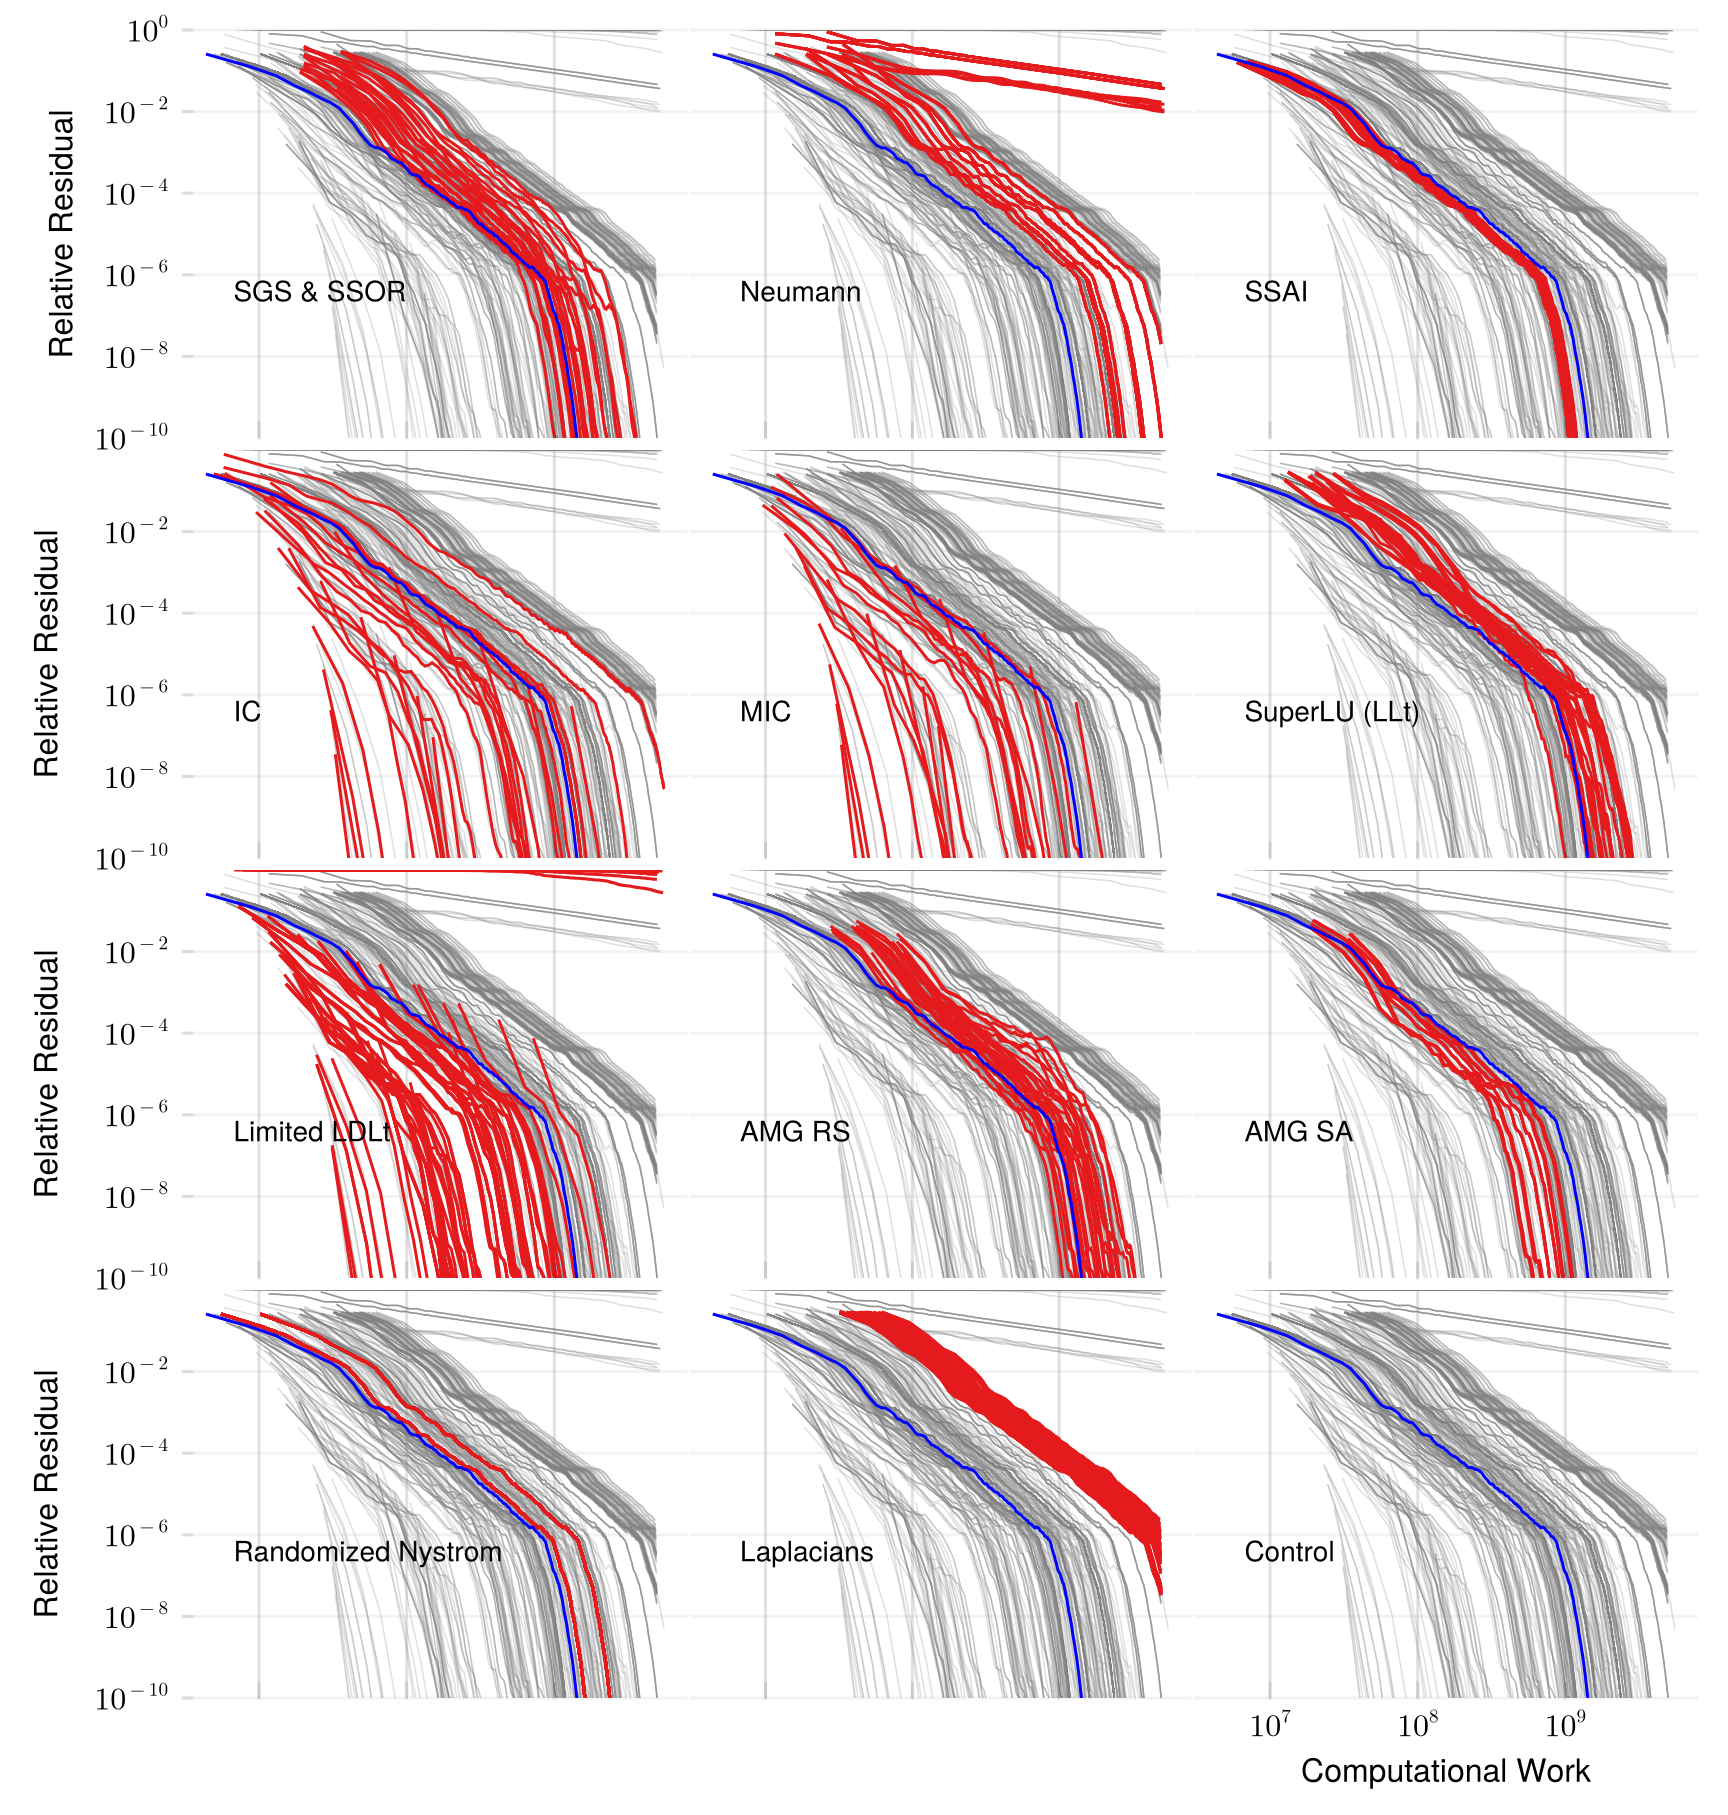 10^0
10^−2
10^−4
10^−6
10^−8
10^−10
Relative Residual
SGS & SSOR
Neumann
SSAI
10^−2
10^−4
10^−6
10^−8
10^−10
Relative Residual
IC
MIC
SuperLU (LLt)
10^−2
10^−4
10^−6
10^−8
10^−10
Relative Residual
Limited LDLt
AMG RS
AMG SA
10^−2
10^−4
10^−6
10^−8
10^−10
Relative Residual
Randomized Nystrom
Laplacians
Control
10^7 10^8 10^9
Computational Work